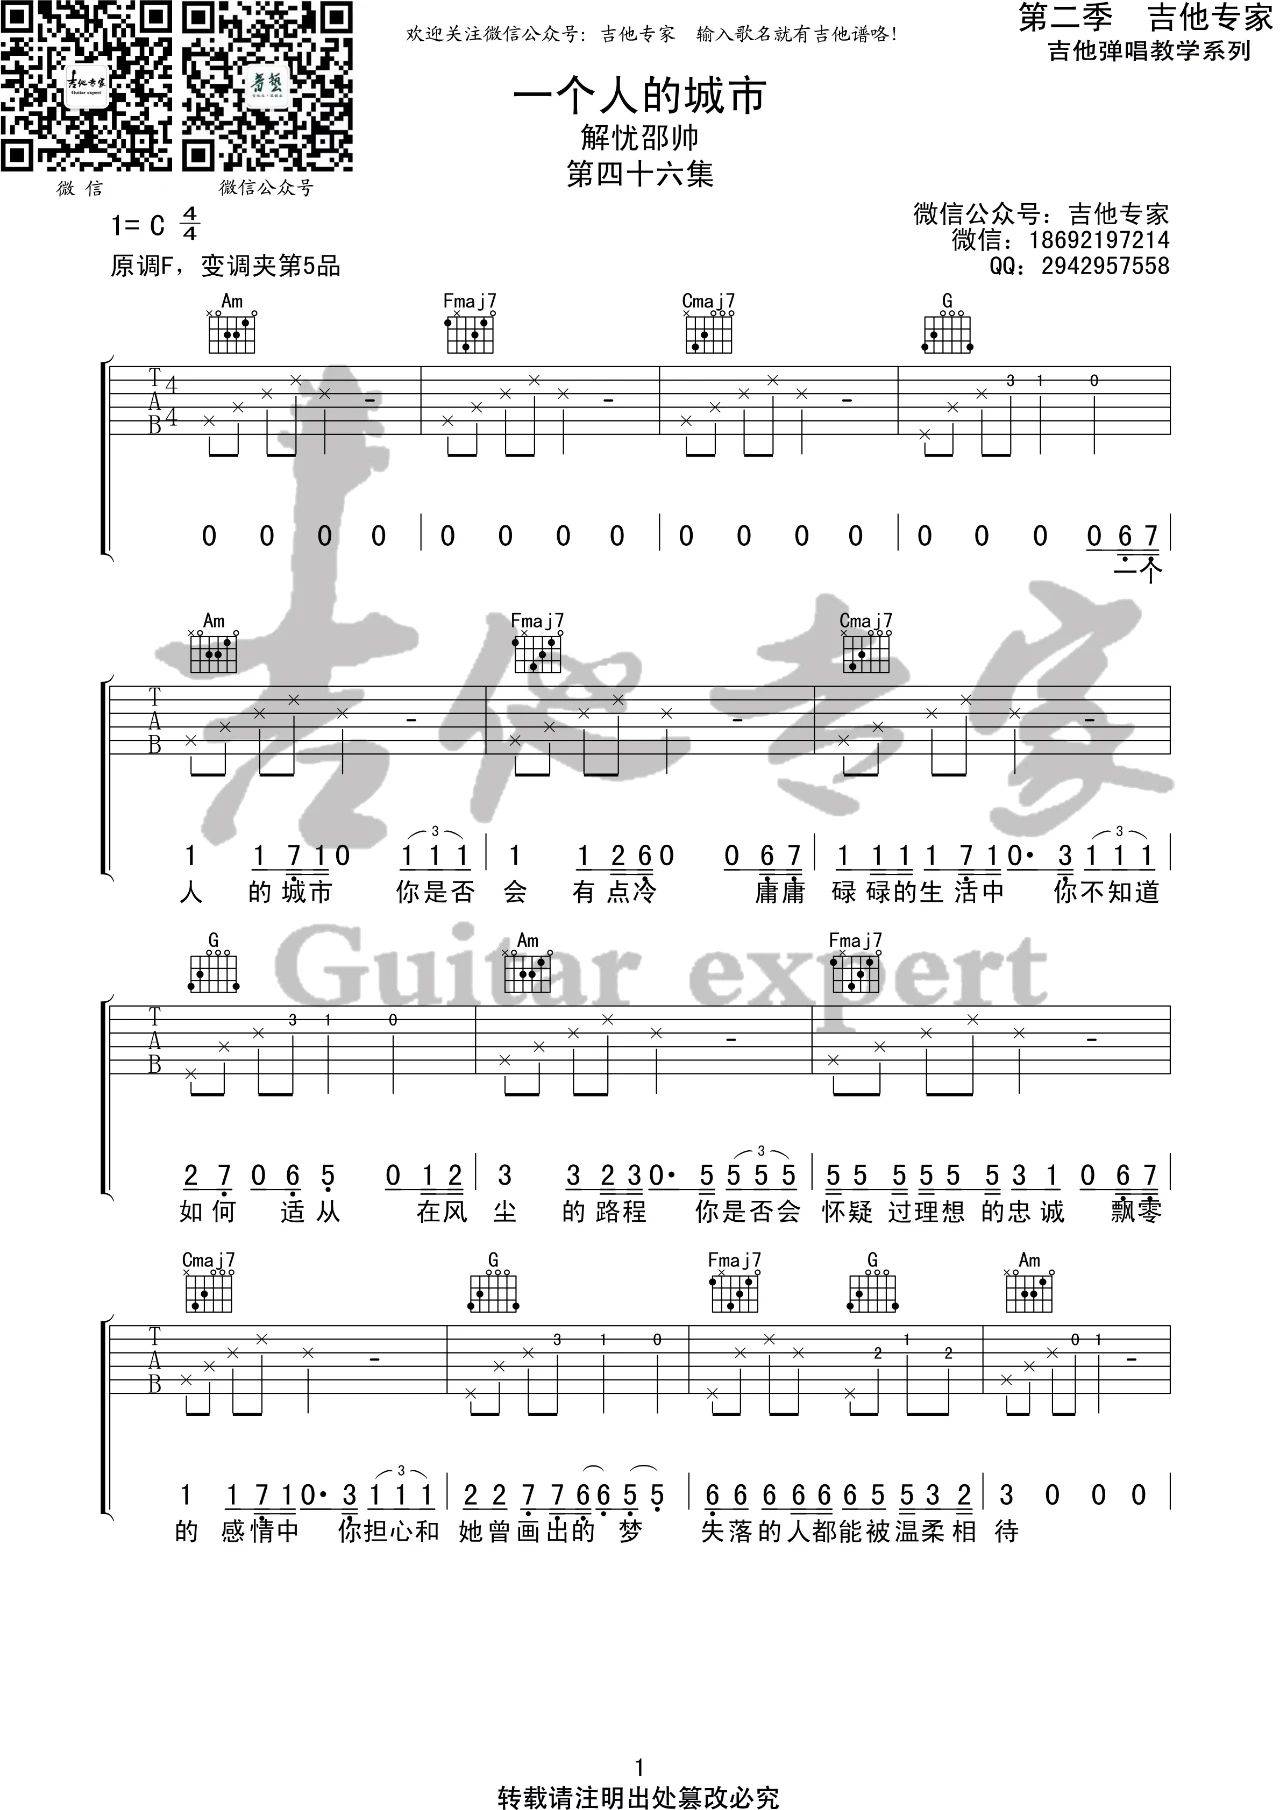 欢迎关注微信公众号：吉他专家　输入歌名就有吉他谱咯！
第二季　吉他专家
吉他弹唱教学系列
吉他专家
Guitar expert
音艺
微 信
微信公众号
一个人的城市
解忧邵帅
第四十六集
1= C 4/4
原调F，变调夹第5品
微信公众号：吉他专家
微信：18692197214
QQ：2942957558
Am Fmaj7 Cmaj7 G
T A B 4 4 3 1 0
0 0 0 0 | 0 0 0 0 | 0 0 0 0 | 0 0 0 0 6 7
一个
Am Fmaj7 Cmaj7
T A B
1 1 7 1 0 3 1 1 1 | 1 1 2 6 0 0 6 7 | 1 1 1 1 7 1 0· 3 3 1 1 1
人 的 城市 你是否 会 有点冷 庸庸 碌碌的生活中 你不知道
G Am Fmaj7
T A B 3 1 0
2 7 0 6 5 0 1 2 | 3 3 2 3 0· 5 3 5 5 5 | 5 5 5 5 5 5 3 1 0 6 7
如何 适从 在风 尘 的路程 你是否会 怀疑 过理想 的忠诚 飘零
Cmaj7 G Fmaj7 G Am
T A B 3 1 0 2 1 2 0 1
1 1 7 1 0· 3 3 1 1 1 | 2 2 7 7 6 6 5 5 | 6 6 6 6 6 6 5 5 3 2 | 3 0 0 0
的 感情中 你担心和 她曾画出的 梦 失落的人都能被温柔相 待
吉他专家
Guitar expert
1
转载请注明出处篡改必究